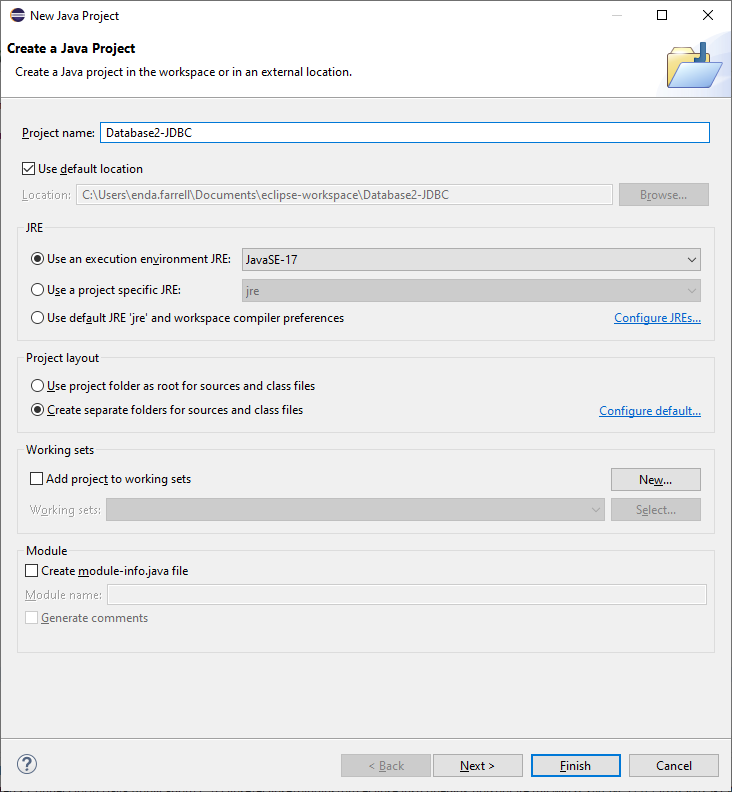 New Java Project
Create a Java Project
Create a Java project in the workspace or in an external location.
Project name: Database2-JDBC
Use default location
Location: C:\Users\enda.farrell\Documents\eclipse-workspace\Database2-JDBC Browse...
JRE
Use an execution environment JRE: JavaSE-17
Use a project specific JRE: jre
Use default JRE 'jre' and workspace compiler preferences Configure JREs...
Project layout
Use project folder as root for sources and class files
Create separate folders for sources and class files Configure default...
Working sets
Add project to working sets New...
Working sets: Select...
Module
Create module-info.java file
Module name:
Generate comments
? < Back Next > Finish Cancel